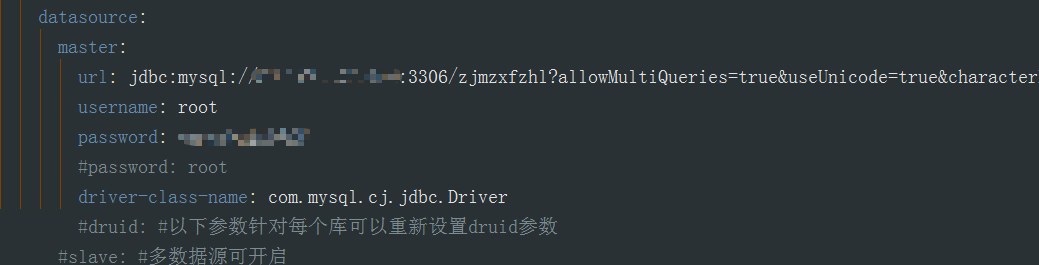 datasource:
master:
url: jdbc:mysql://:3306/zjmzxfzhl?allowMultiQueries=true&useUnicode=true&character
username: root
password:
#password: root
driver-class-name: com.mysql.cj.jdbc.Driver
#druid: #以下参数针对每个库可以重新设置druid参数
#slave: #多数据源可开启